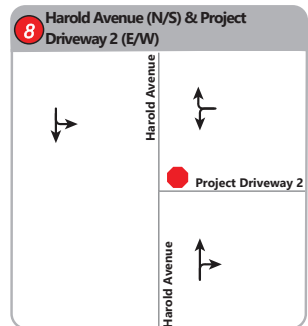 8
Harold Avenue (N/S) & Project
Driveway 2 (E/W)
Harold Avenue
Project Driveway 2
Harold Avenue